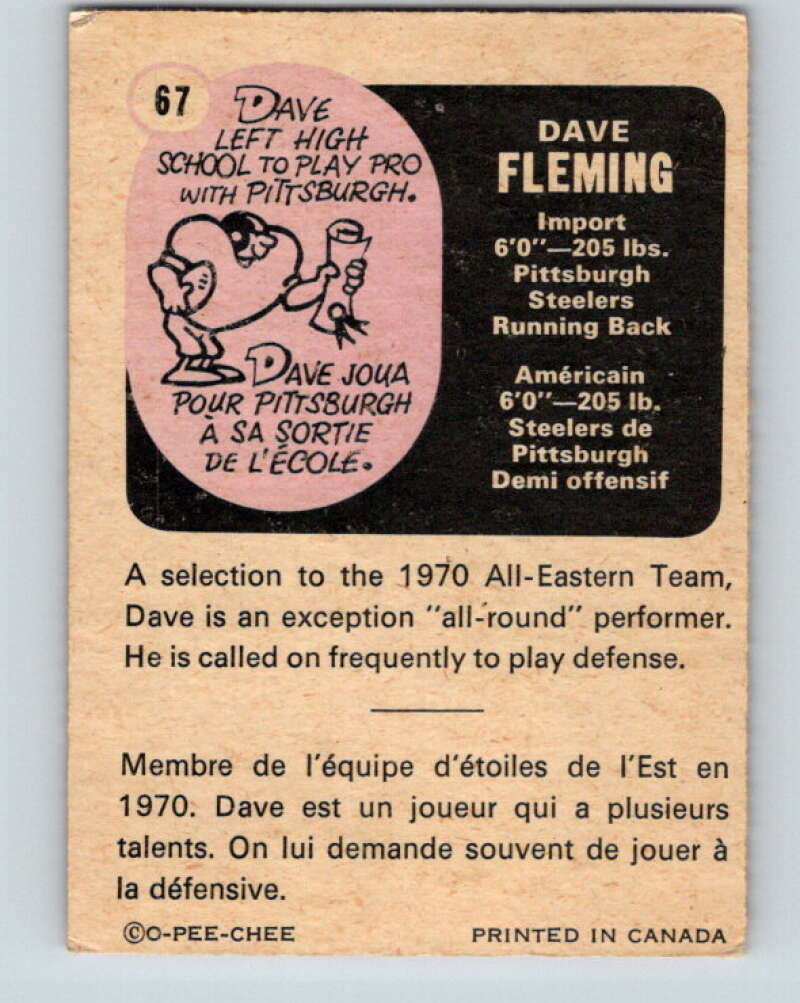 67
DAVE
LEFT HIGH
SCHOOL TO PLAY PRO
WITH PITTSBURGH.
DAVE JOUA
POUR PITTSBURGH
À SA SORTIE
DE L'ÉCOLE.
DAVE
FLEMING
Import
6'0"—205 lbs.
Pittsburgh
Steelers
Running Back
Américain
6'0"—205 lb.
Steelers de
Pittsburgh
Demi offensif
A selection to the 1970 All-Eastern Team,
Dave is an exception "all-round" performer.
He is called on frequently to play defense.
Membre de l'équipe d'étoiles de l'Est en
1970. Dave est un joueur qui a plusieurs
talents. On lui demande souvent de jouer à
la défensive.
©O-PEE-CHEE PRINTED IN CANADA